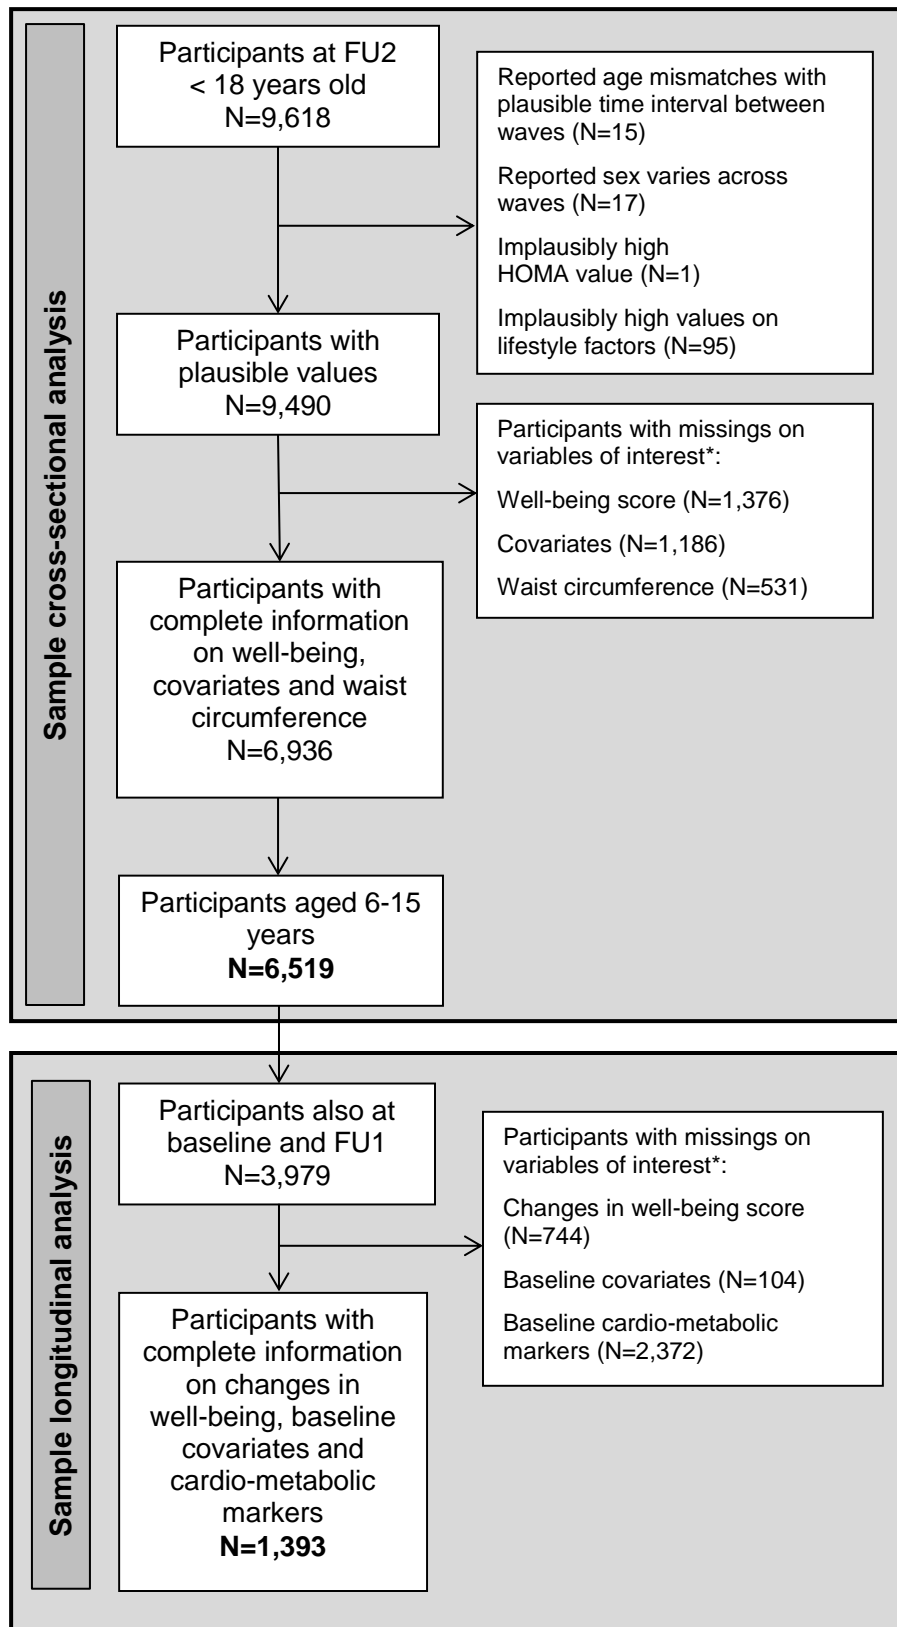 Participants at FU2
< 18 years old
N=9,618
Reported age mismatches with
plausible time interval between
waves (N=15)
Reported sex varies across
waves (N=17)
Implausibly high
HOMA value (N=1)
Implausibly high values on
lifestyle factors (N=95)
Participants with
plausible values
N=9,490
Participants with missings on
variables of interest*:
Well-being score (N=1,376)
Covariates (N=1,186)
Waist circumference (N=531)
Participants with
complete information
on well-being,
covariates and waist
circumference
N=6,936
Participants aged 6-15
years
N=6,519
Sample cross-sectional analysis
Participants also at
baseline and FU1
N=3,979
Participants with missings on
variables of interest*:
Changes in well-being score
(N=744)
Baseline covariates (N=104)
Baseline cardio-metabolic
markers (N=2,372)
Participants with
complete information
on changes in
well-being, baseline
covariates and
cardio-metabolic
markers
N=1,393
Sample longitudinal analysis